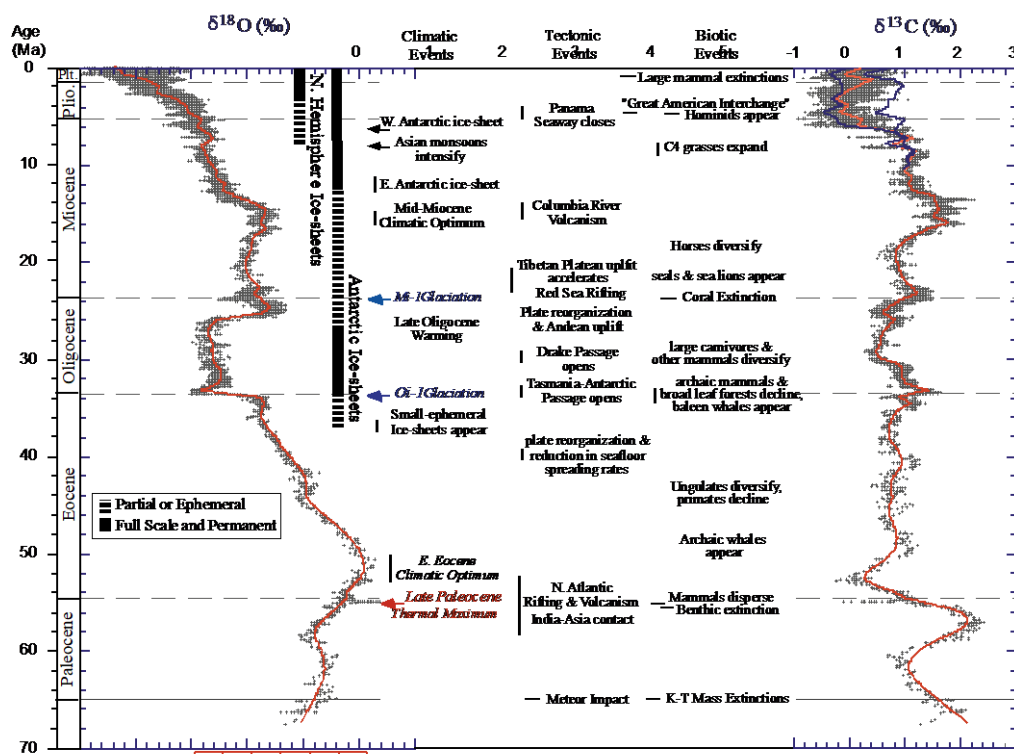 Age
(Ma)
δ18O (‰)
Climatic
Events
Tectonic
Events
Biotic
Events
δ13C (‰)
0 1 2 3 4 5 -1 0 1 2 3
0
10
20
30
40
50
60
70
Plt.
Plio.
Miocene
Oligocene
Eocene
Paleocene
N. Hemisphere Ice-sheets
Antarctic Ice-sheets
Partial or Ephemeral
Full Scale and Permanent
W. Antarctic ice-sheet
Asian monsoons
intensify
E. Antarctic ice-sheet
Mid-Miocene
Climatic Optimum
Mi-1Glaciation
Late Oligocene
Warming
Oi-1Glaciation
Small-ephemeral
Ice-sheets appear
E. Eocene
Climatic Optimum
Late Paleocene
Thermal Maximum
Panama
Seaway closes
Columbia River
Volcanism
Tibetan Plateau uplfit
accelerates
Red Sea Rifting
Plate reorganization
& Andean uplift
Drake Passage
opens
Tasmania-Antarctic
Passage opens
plate reorganization &
reduction in seafloor
spreading rates
N. Atlantic
Rifting & Volcanism
India-Asia contact
Meteor Impact
Large mammal extinctions
"Great American Interchange"
Hominids appear
C4 grasses expand
Horses diversify
seals & sea lions appear
Coral Extinction
large carnivores &
other mammals diversify
archaic mammals &
broad leaf forests decline,
baleen whales appear
Ungulates diversify,
primates decline
Archaic whales
appear
Mammals disperse
Benthic extinction
K-T Mass Extinctions